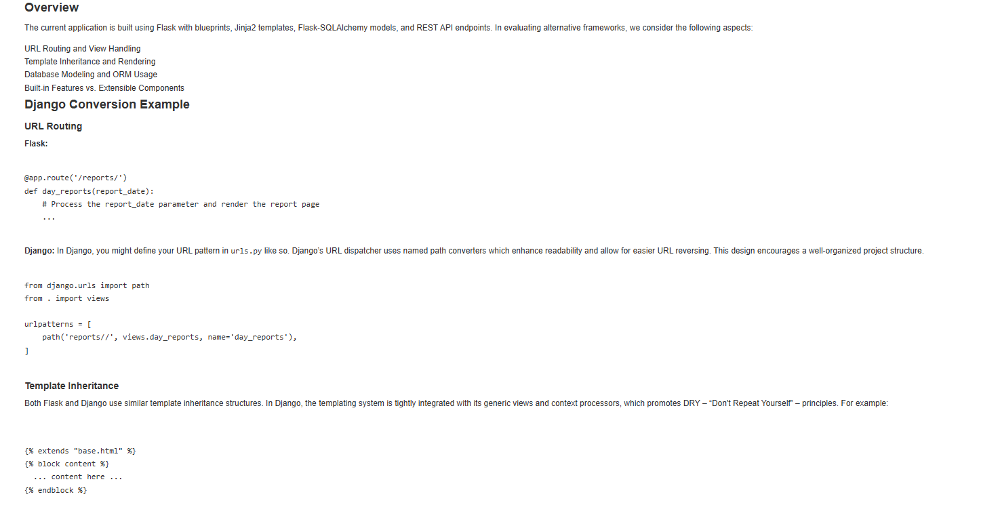 Overview
The current application is built using Flask with blueprints, Jinja2 templates, Flask-SQLAlchemy models, and REST API endpoints. In evaluating alternative frameworks, we consider the following aspects:
URL Routing and View Handling
Template Inheritance and Rendering
Database Modeling and ORM Usage
Built-in Features vs. Extensible Components
Django Conversion Example
URL Routing
Flask:
@app.route('/reports/')
def day_reports(report_date):
    # Process the report_date parameter and render the report page
    ...
Django: In Django, you might define your URL pattern in urls.py like so. Django's URL dispatcher uses named path converters which enhance readability and allow for easier URL reversing. This design encourages a well-organized project structure.
from django.urls import path
from . import views
urlpatterns = [
    path('reports//', views.day_reports, name='day_reports'),
]
Template Inheritance
Both Flask and Django use similar template inheritance structures. In Django, the templating system is tightly integrated with its generic views and context processors, which promotes DRY – “Don't Repeat Yourself” – principles. For example:
{% extends "base.html" %}
{% block content %}
  ... content here ...
{% endblock %}